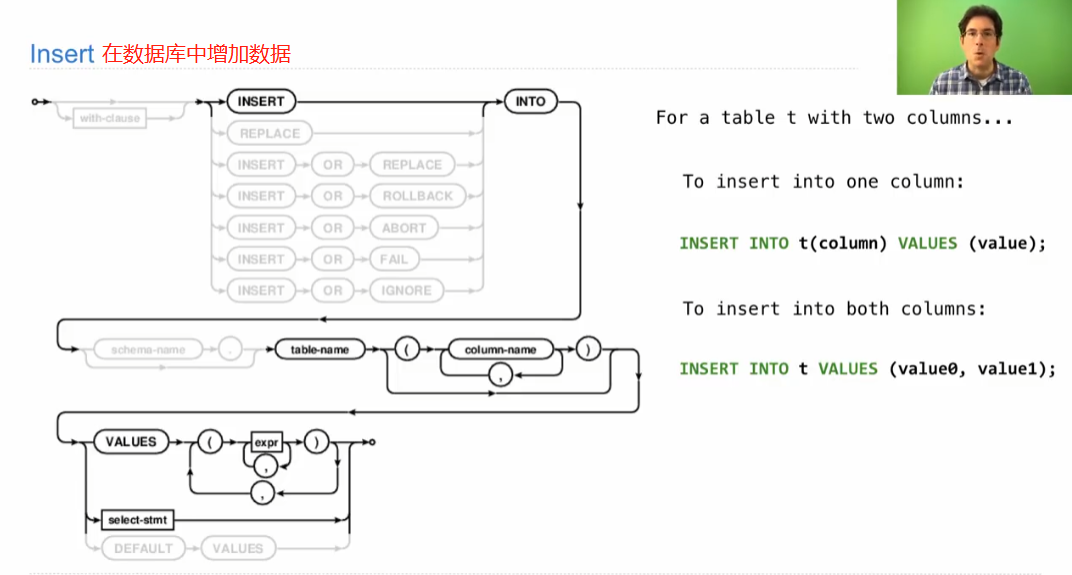 Insert 在数据库中增加数据
with-clause
INSERT
INTO
REPLACE
INSERT OR REPLACE
INSERT OR ROLLBACK
INSERT OR ABORT
INSERT OR FAIL
INSERT OR IGNORE
schema-name . table-name ( column-name )
,
VALUES ( expr )
,
,
select-stmt
DEFAULT VALUES
For a table t with two columns...
To insert into one column:
INSERT INTO t(column) VALUES (value);
To insert into both columns:
INSERT INTO t VALUES (value0, value1);